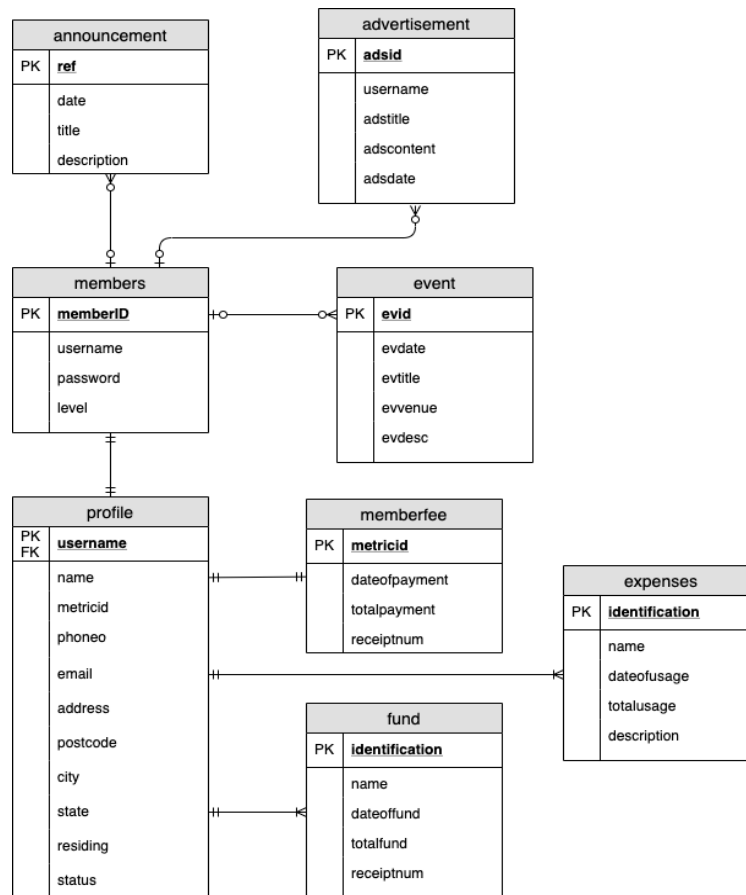 announcement
PK ref
date
title
description
advertisement
PK adsid
username
adstitle
adscontent
adsdate
members
PK memberID
username
password
level
event
PK evid
evdate
evtitle
evvenue
evdesc
profile
PK
FK username
name
metricid
phoneo
email
address
postcode
city
state
residing
status
memberfee
PK metricid
dateofpayment
totalpayment
receiptnum
expenses
PK identification
name
dateofusage
totalusage
description
fund
PK identification
name
dateoffund
totalfund
receiptnum